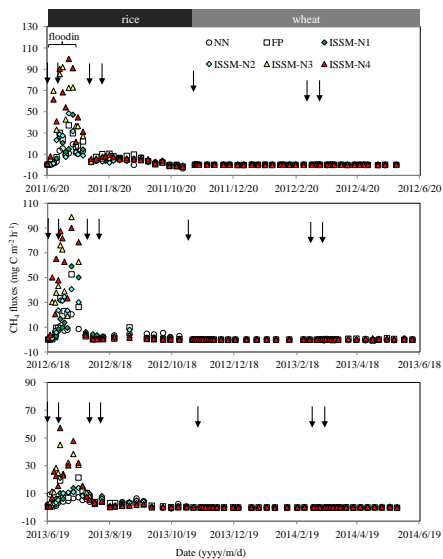 rice wheat
floodin
NN FP ISSM-N1
ISSM-N2 ISSM-N3 ISSM-N4
130
110
90
70
50
30
10
-10
2011/6/20 2011/8/20 2011/10/20 2011/12/20 2012/2/20 2012/4/20 2012/6/20
CH4 fluxes (mg C m-2 h-1)
130
110
90
70
50
30
10
-10
2012/6/18 2012/8/18 2012/10/18 2012/12/18 2013/2/18 2013/4/18 2013/6/18
90
70
50
30
10
-10
2013/6/19 2013/8/19 2013/10/19 2013/12/19 2014/2/19 2014/4/19 2014/6/19
Date (yyyy/m/d)